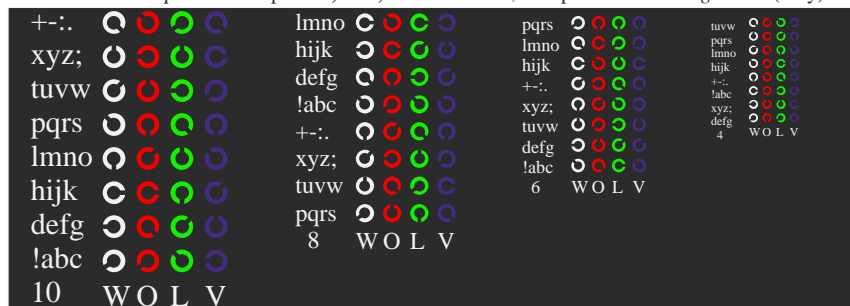 +-:.
xyz;
tuvw
pqrs
lmno
hijk
defg
!abc
10 W O L V
lmno
hijk
defg
!abc
+-:.
xyz;
tuvw
pqrs
8 W O L V
pqrs
lmno
hijk
+-:.
xyz;
tuvw
defg
!abc
6 W O L V
tuvw
pqrs
lmno
hijk
+-:.
!abc
xyz;
defg
4 W O L V